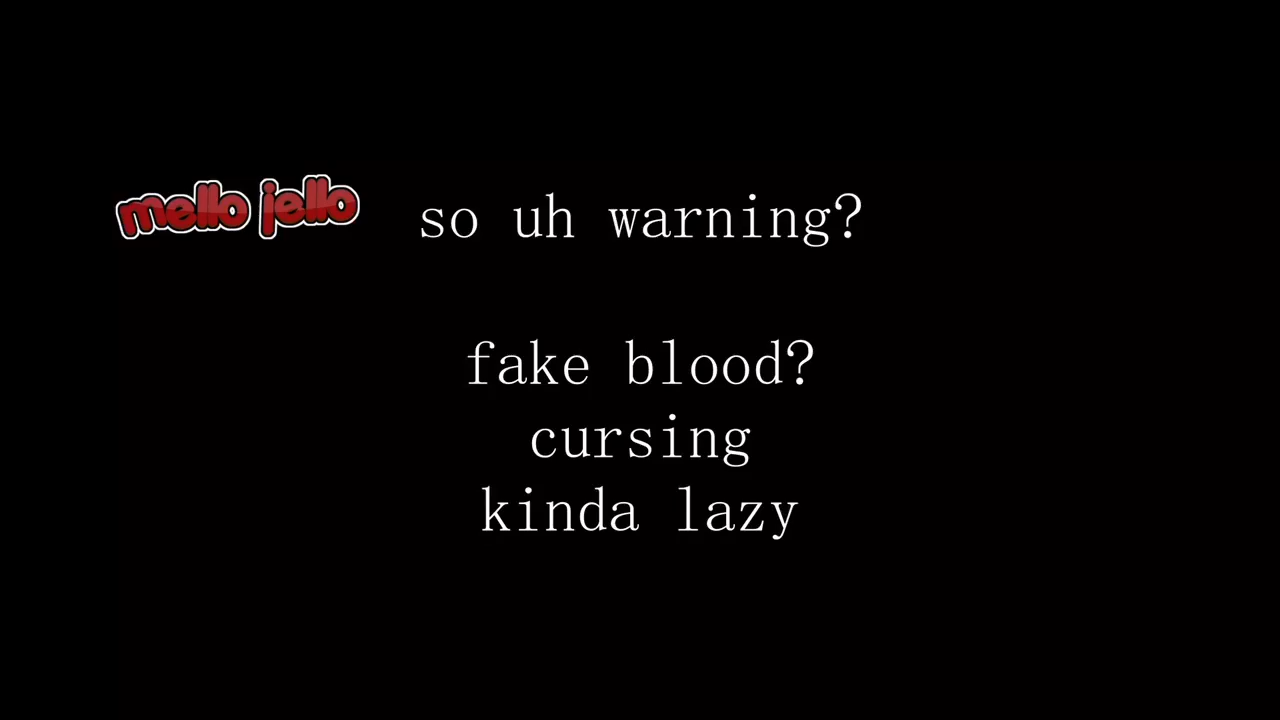 mello jello
so uh warning?
fake blood?
cursing
kinda lazy